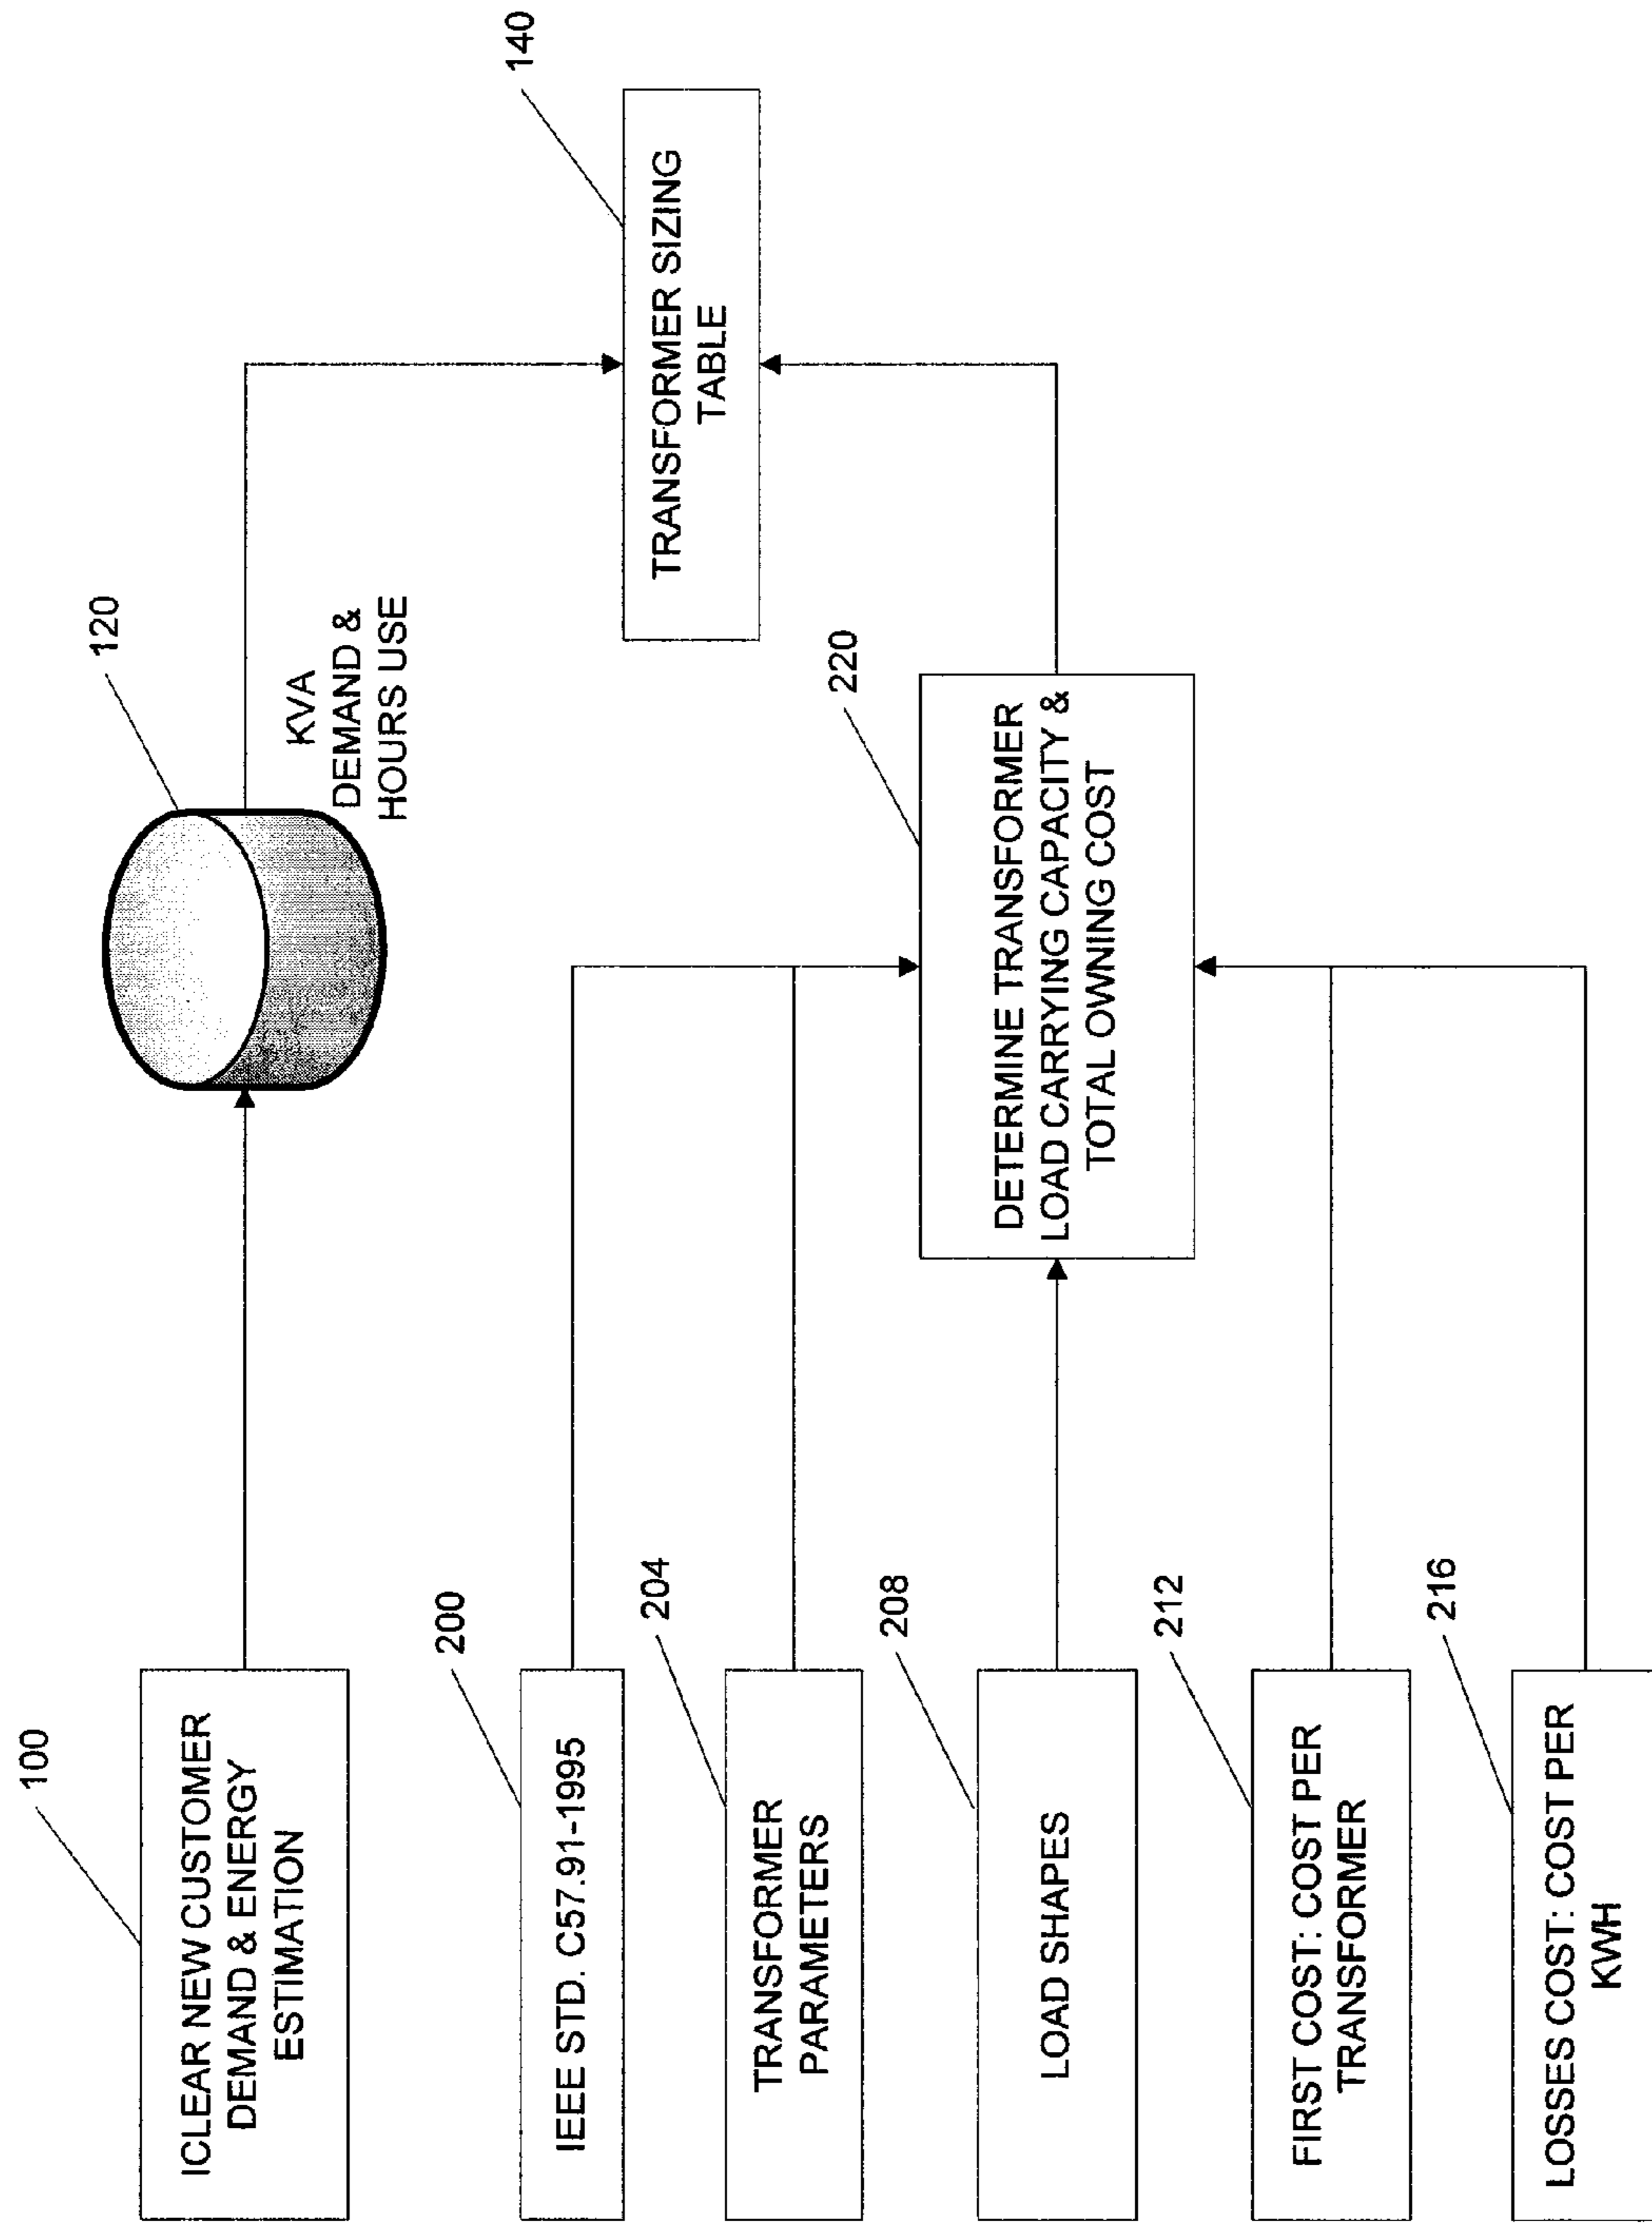 100
ICLEAR NEW CUSTOMER
DEMAND & ENERGY
ESTIMATION
120
KVA
DEMAND &
HOURS USE
140
TRANSFORMER SIZING
TABLE
200
IEEE STD. C57.91-1995
204
TRANSFORMER
PARAMETERS
208
LOAD SHAPES
212
FIRST COST: COST PER
TRANSFORMER
216
LOSSES COST: COST PER
KWH
220
DETERMINE TRANSFORMER
LOAD CARRYING CAPACITY &
TOTAL OWNING COST